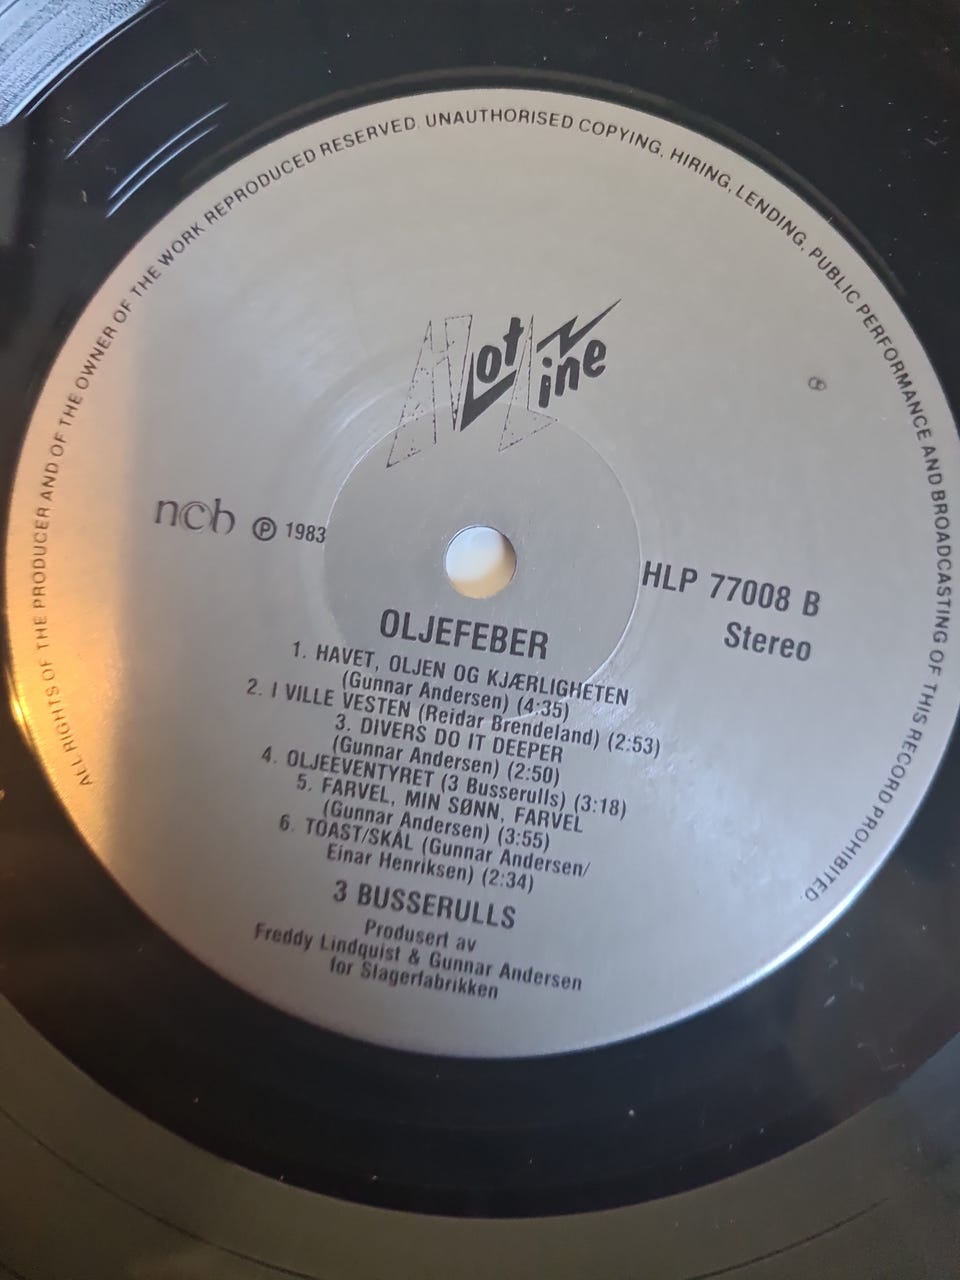 ALL RIGHTS OF THE PRODUCER AND OF THE OWNER OF THE WORK REPRODUCED RESERVED. UNAUTHORISED COPYING, HIRING, LENDING, PUBLIC PERFORMANCE AND BROADCASTING OF THIS RECORD PROHIBITED.
Hot Line
ncb ℗ 1983
HLP 77008 B
Stereo
OLJEFEBER
1. HAVET, OLJEN OG KJÆRLIGHETEN
(Gunnar Andersen) (4:35)
2. I VILLE VESTEN (Reidar Brendeland) (2:53)
3. DIVERS DO IT DEEPER
(Gunnar Andersen) (2:50)
4. OLJEEVENTYRET (3 Busserulls) (3:18)
5. FARVEL, MIN SØNN, FARVEL
(Gunnar Andersen) (3:55)
6. TOAST/SKÅL (Gunnar Andersen/
Einar Henriksen) (2:34)
3 BUSSERULLS
Produsert av
Freddy Lindquist & Gunnar Andersen
for Slagerfabrikken